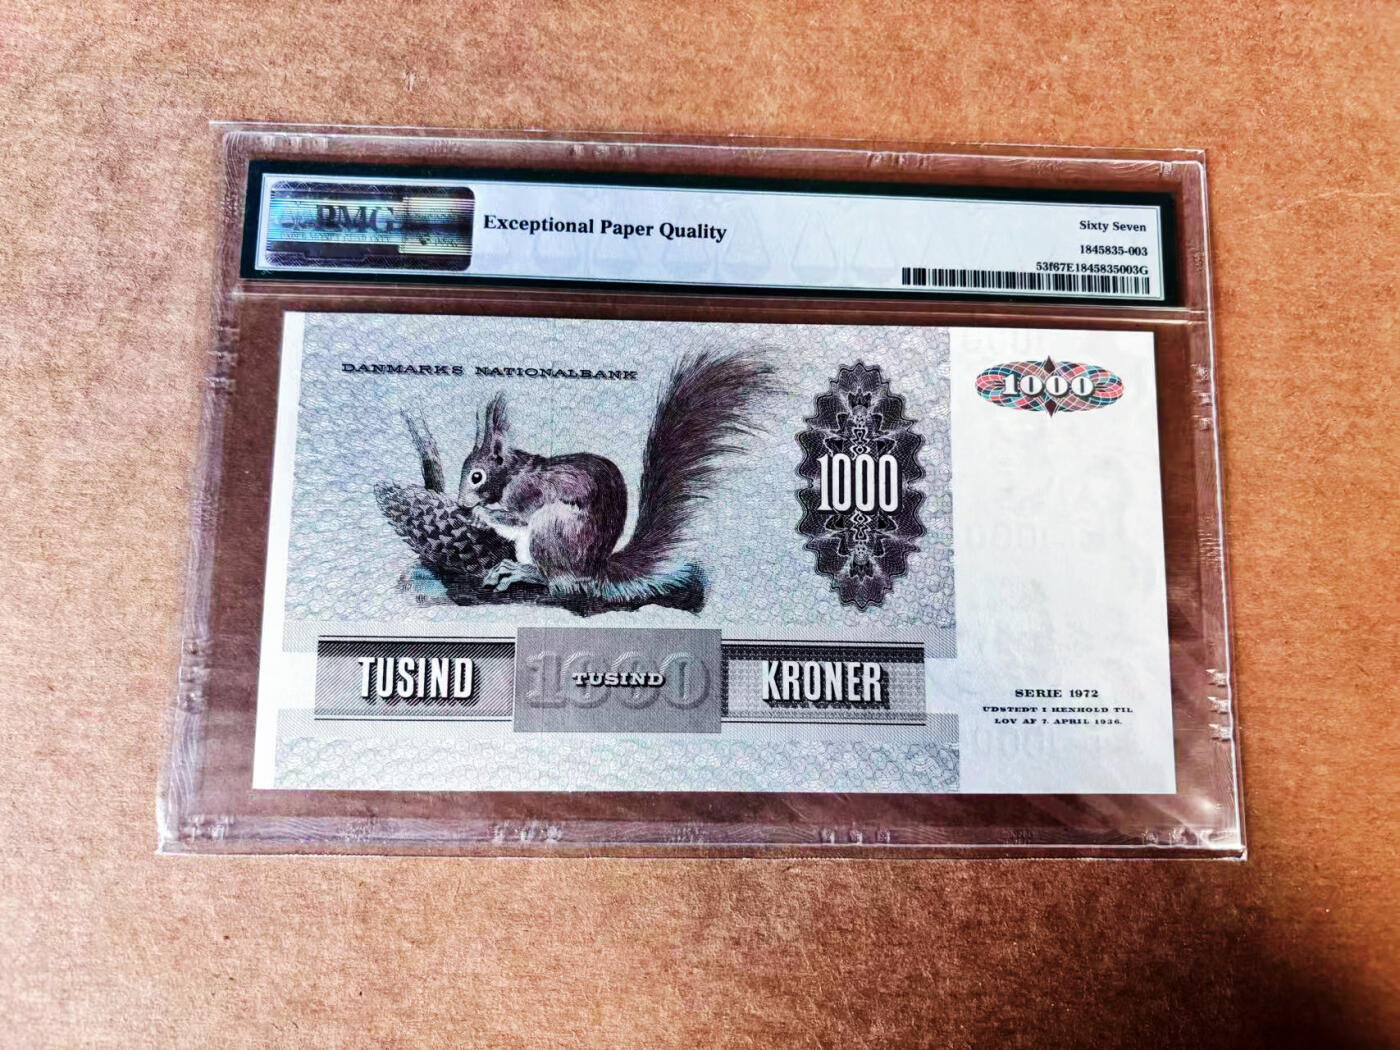 PMG
Exceptional Paper Quality
Sixty Seven
1845835-003
53f67E1845835003G
DANMARKS NATIONALBANK
1000
1000
TUSIND
1000
TUSIND
KRONER
SERIE 1972
UDSTEDT I HENHOLD TIL
LOV AF 7. APRIL 1936.